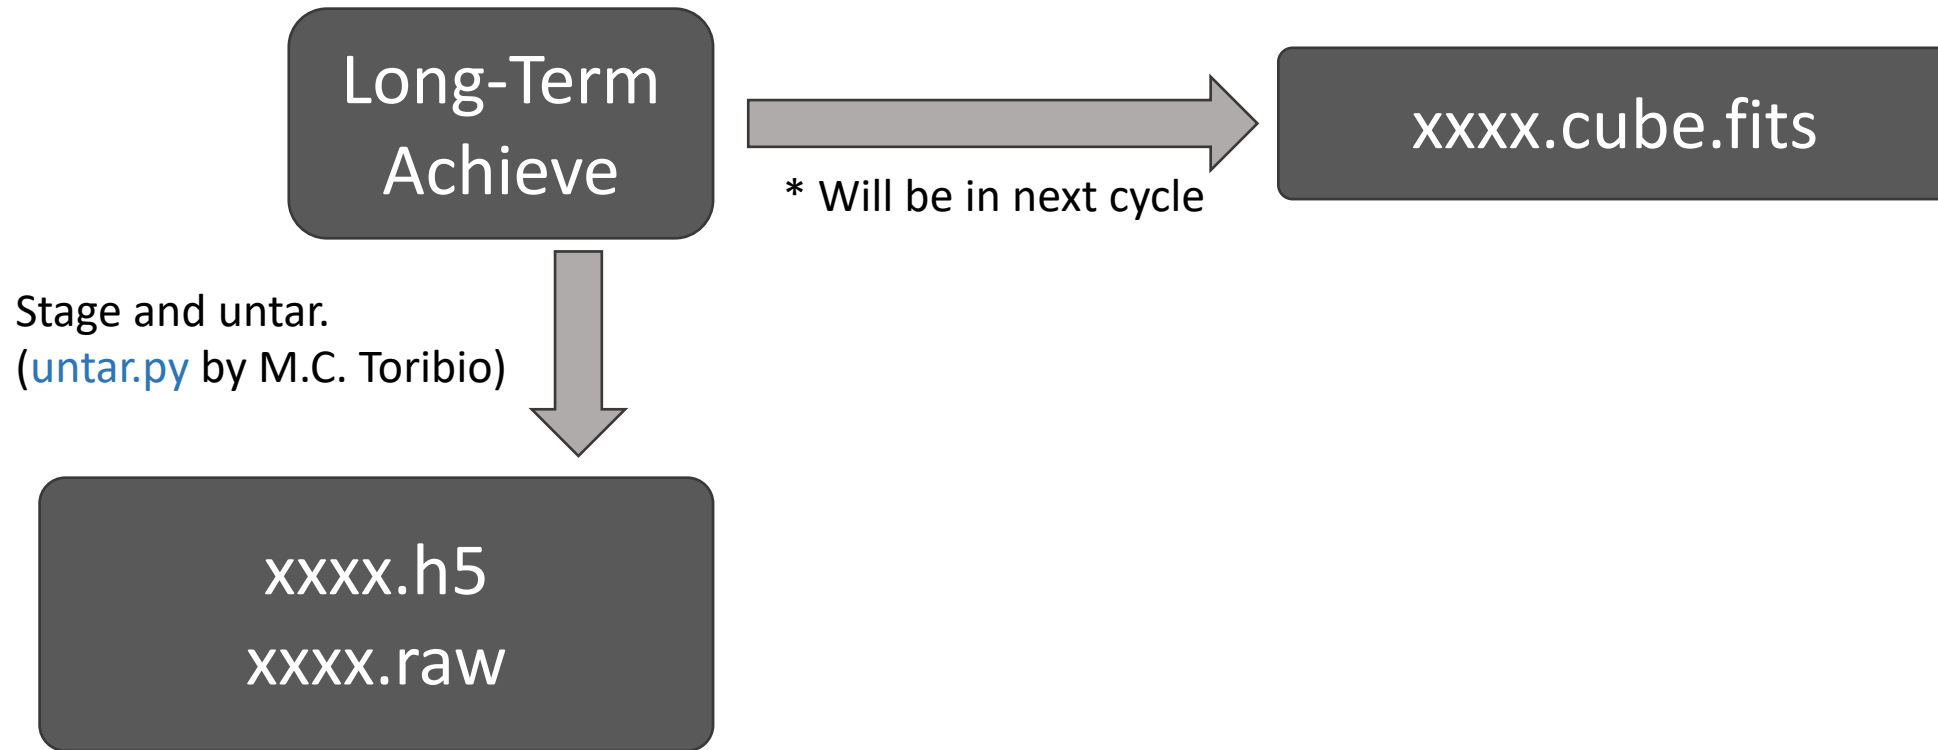 Long-Term
Achieve
xxxx.cube.fits
* Will be in next cycle
Stage and untar.
(untar.py by M.C. Toribio)
xxxx.h5
xxxx.raw